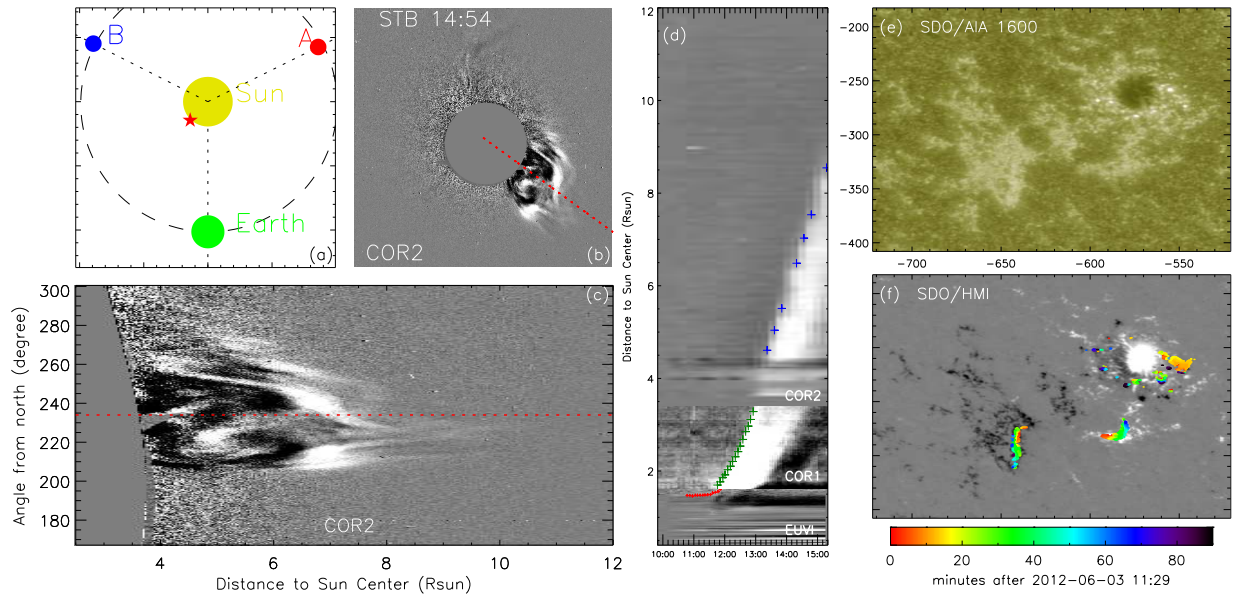 B
A
Sun
Earth
(a)
STB 14:54
COR2
(b)
300
280
260
240
220
200
180
Angle from north (degree)
(c)
COR2
4
6
8
10
12
Distance to Sun Center (Rsun)
12
10
8
6
4
2
Distance to Sun Center (Rsun)
(d)
COR2
COR1
EUVI
10:00
11:00
12:00
13:00
14:00
15:00
(e)
SDO/AIA 1600
-200
-250
-300
-350
-400
-700
-650
-600
-550
(f)
SDO/HMI
0
20
40
60
80
minutes after 2012-06-03 11:29